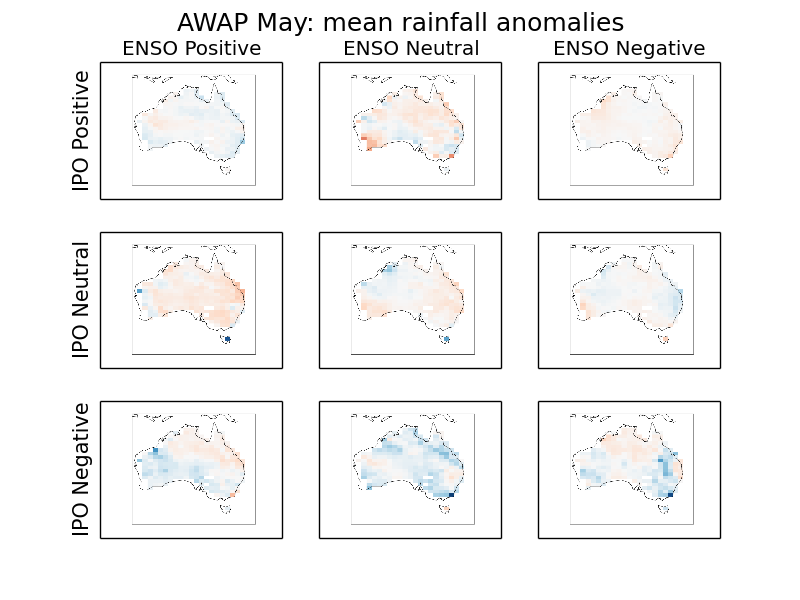 AWAP May: mean rainfall anomalies
ENSO Positive ENSO Neutral ENSO Negative
IPO Positive
IPO Neutral
IPO Negative